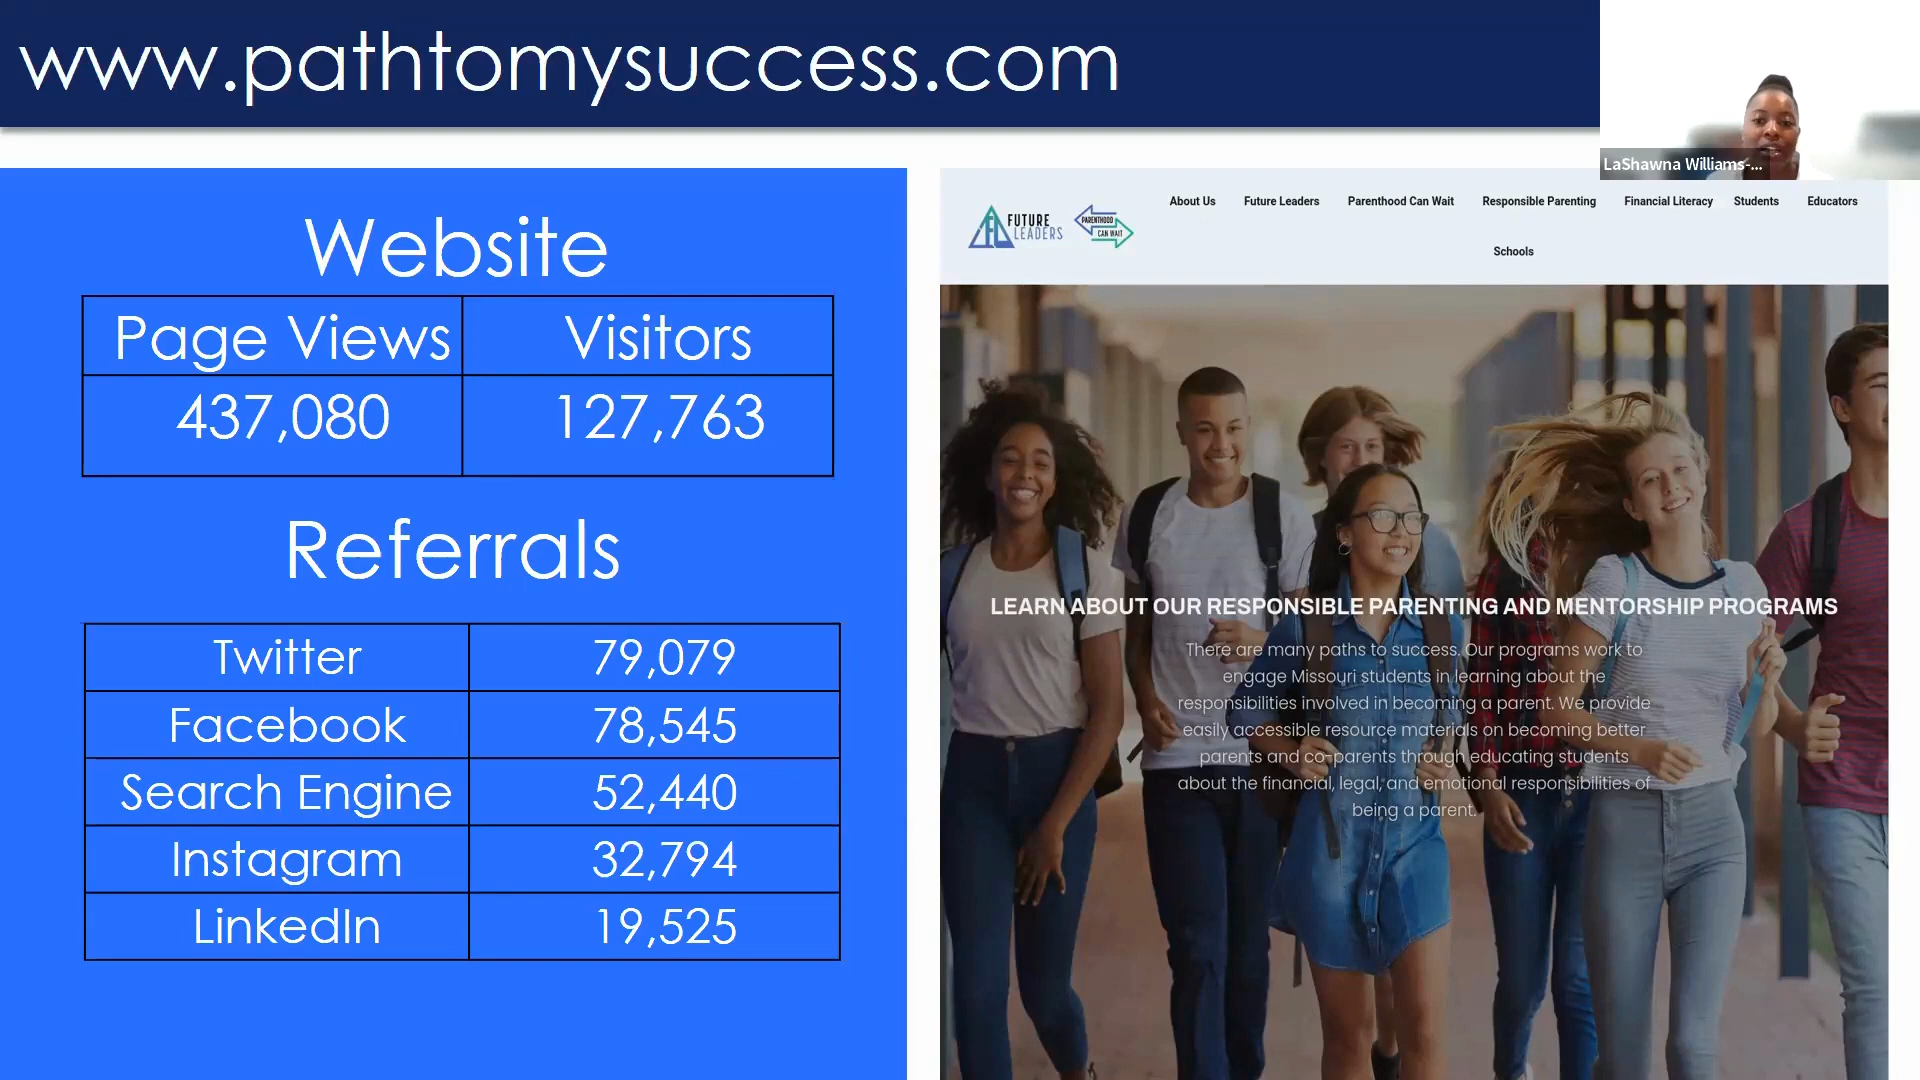 www.pathtomysuccess.com
LaShawna Williams-...
Website
Page Views Visitors
437,080 127,763
Referrals
Twitter 79,079
Facebook 78,545
Search Engine 52,440
Instagram 32,794
LinkedIn 19,525
FUTURE
LEADERS
PARENTHOOD
CAN WAIT
About Us Future Leaders Parenthood Can Wait Responsible Parenting Financial Literacy Students Educators
Schools
LEARN ABOUT OUR RESPONSIBLE PARENTING AND MENTORSHIP PROGRAMS
There are many paths to success. Our programs work to
engage Missouri students in learning about the
responsibilities involved in becoming a parent. We provide
easily accessible resource materials on becoming better
parents and co-parents through educating students
about the financial, legal, and emotional responsibilities of
being a parent.